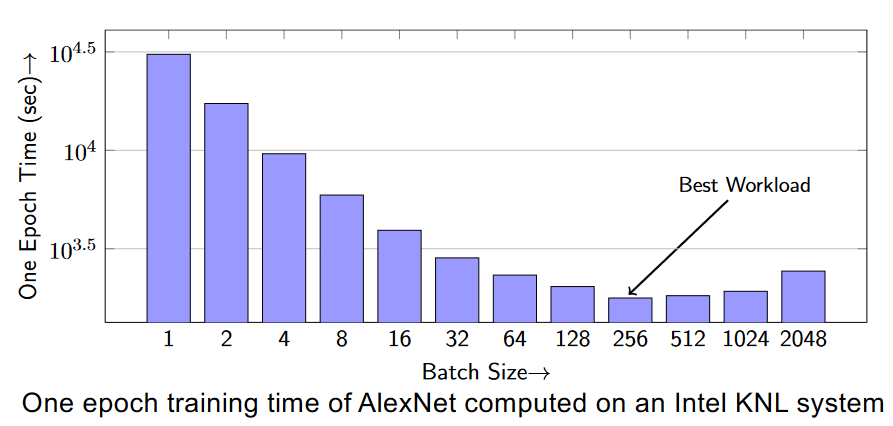 One Epoch Time (sec)→
10^4.5
10^4
10^3.5
Best Workload
1 2 4 8 16 32 64 128 256 512 1024 2048
Batch Size→
One epoch training time of AlexNet computed on an Intel KNL system